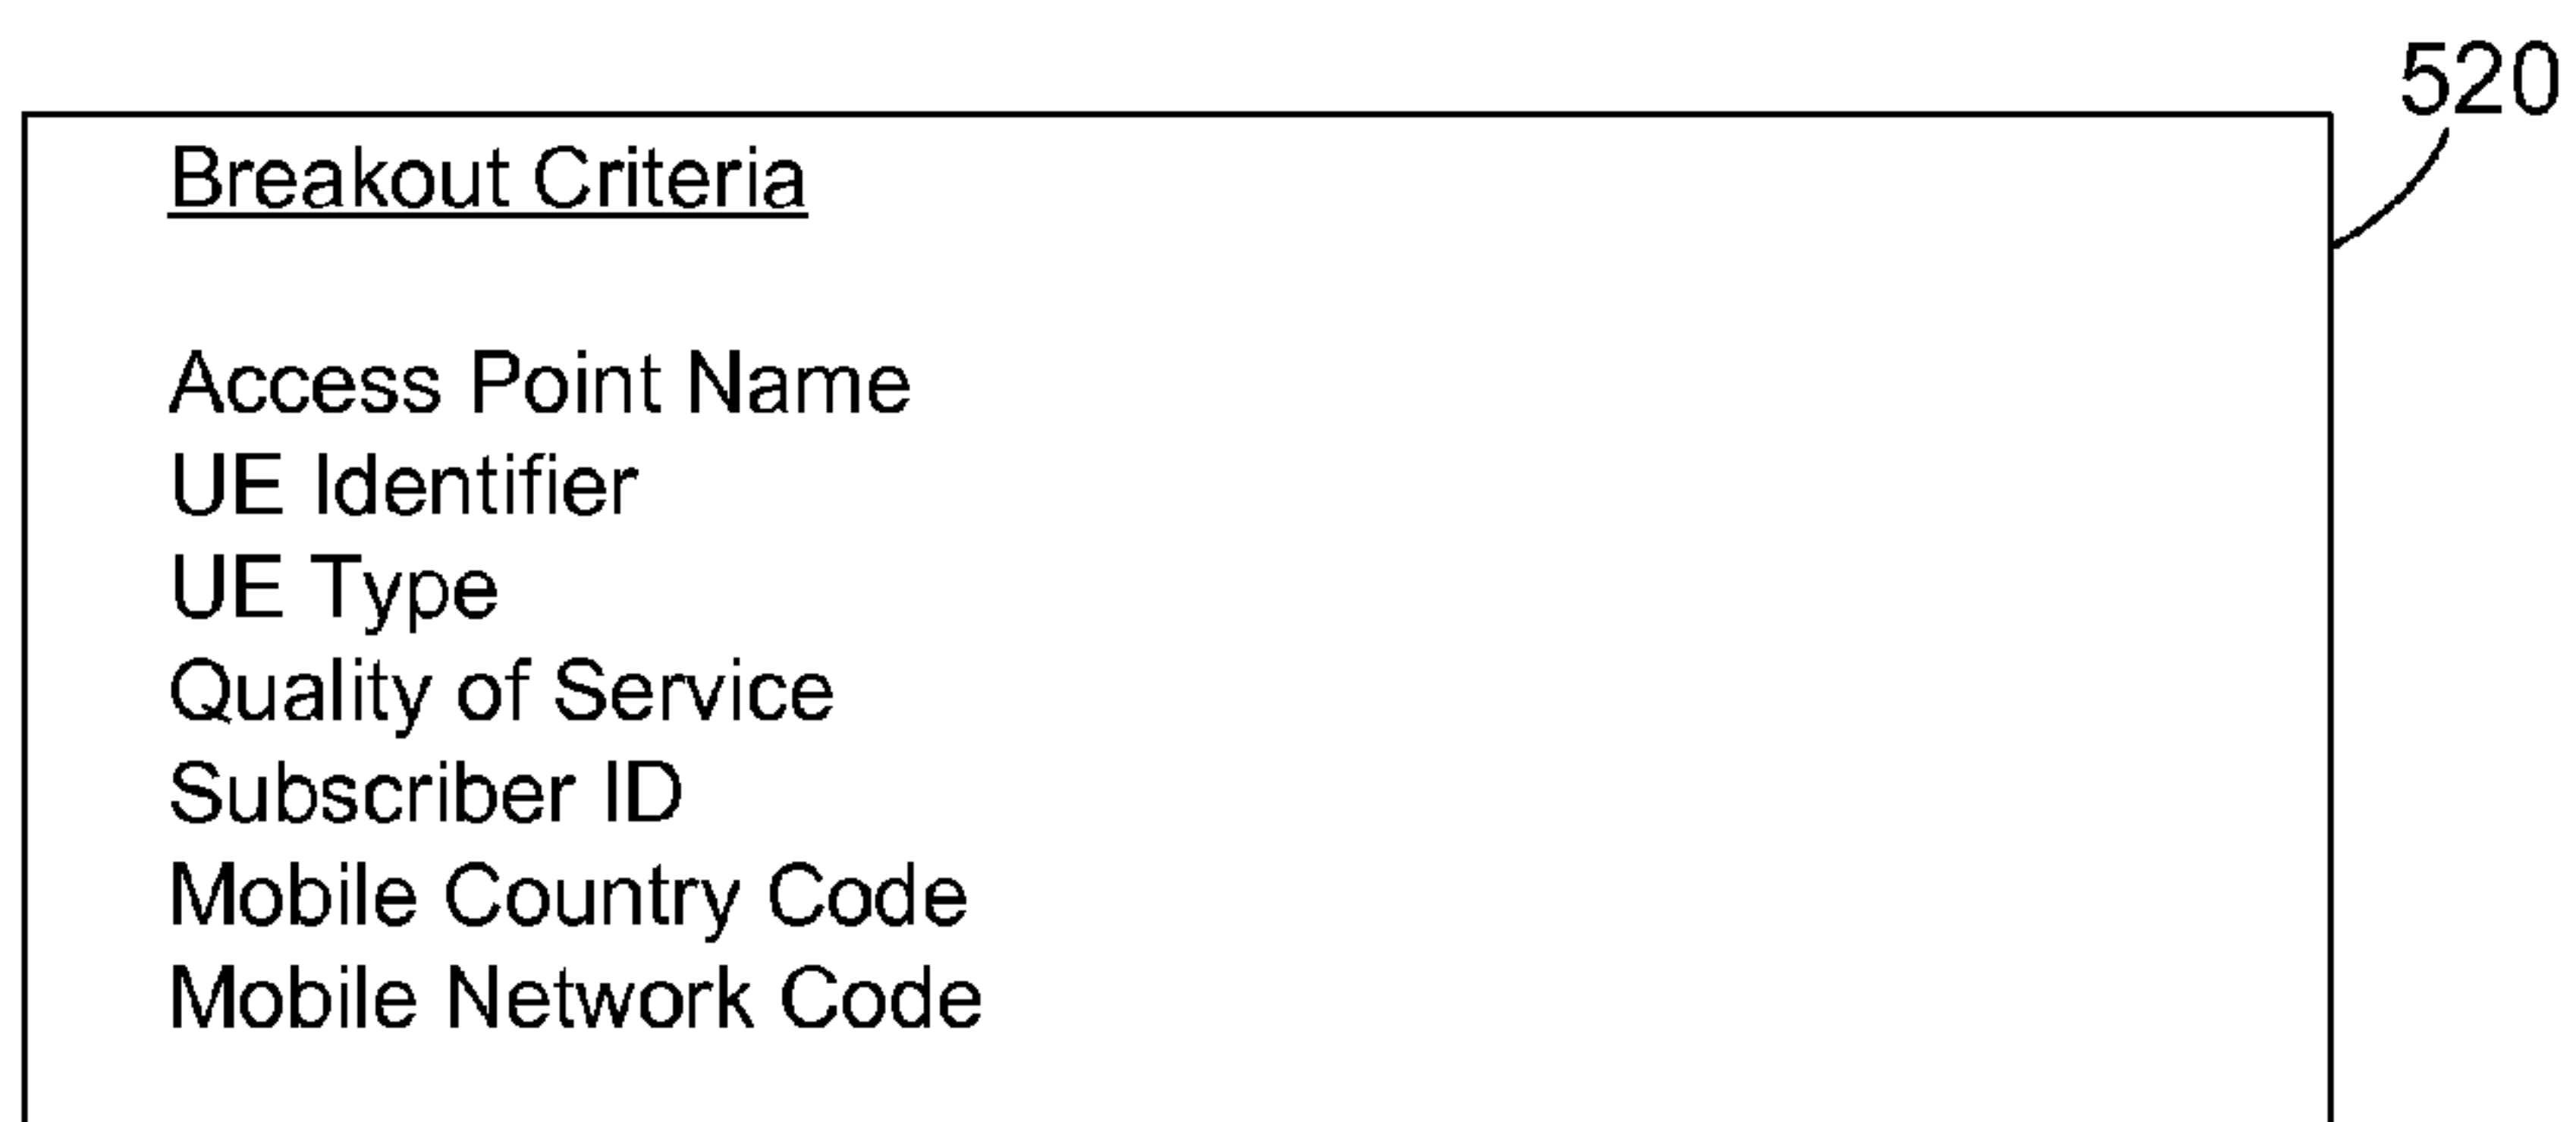 520
Breakout Criteria
Access Point Name
UE Identifier
UE Type
Quality of Service
Subscriber ID
Mobile Country Code
Mobile Network Code